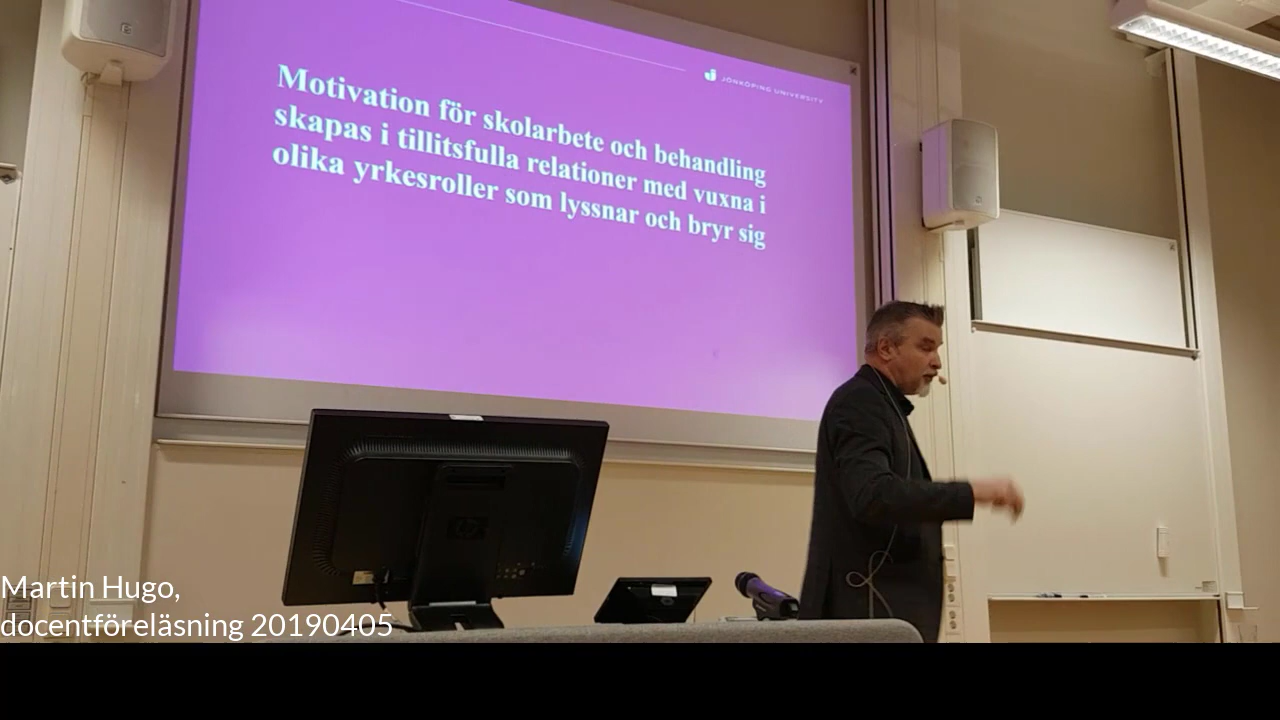 JÖNKÖPING UNIVERSITY
Motivation för skolarbete och behandling
skapas i tillitsfulla relationer med vuxna i
olika yrkesroller som lyssnar och bryr sig
Martin Hugo,
docentföreläsning 20190405